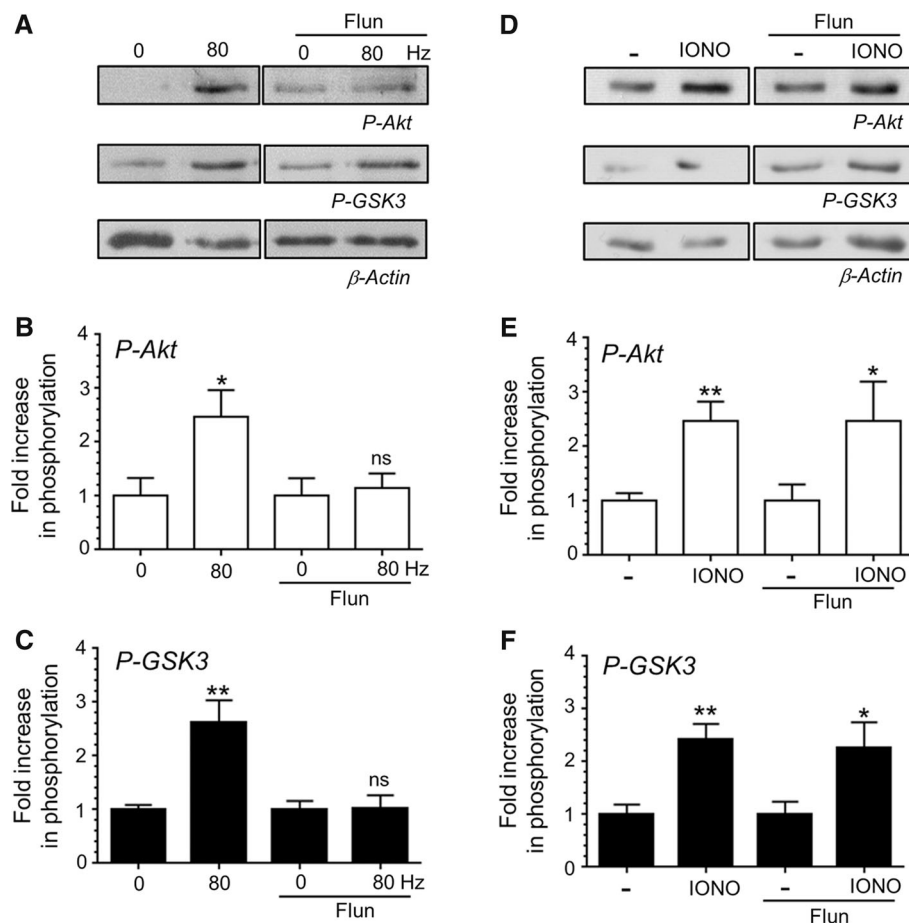 A
Flun
0 80 0 80 Hz
P-Akt
P-GSK3
β-Actin
B
P-Akt
Fold increase
in phosphorylation
4
3
2
1
0
*
ns
0 80 0 80 Hz
Flun
C
P-GSK3
Fold increase
in phosphorylation
4
3
2
1
0
**
ns
0 80 0 80 Hz
Flun
D
Flun
- IONO - IONO
P-Akt
P-GSK3
β-Actin
E
P-Akt
Fold increase
in phosphorylation
4
3
2
1
0
**
*
- IONO - IONO
Flun
F
P-GSK3
Fold increase
in phosphorylation
4
3
2
1
0
**
*
- IONO - IONO
Flun